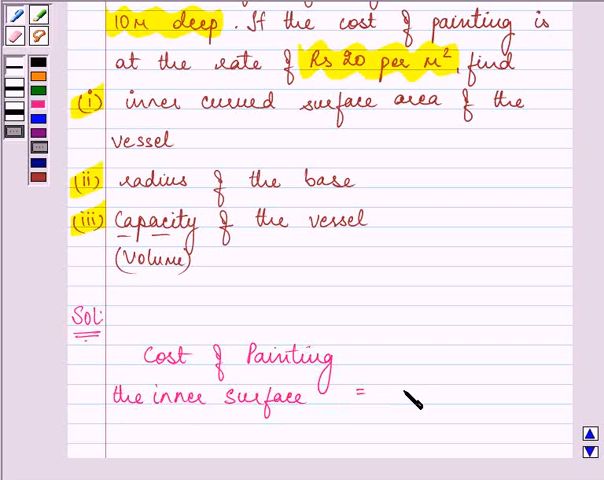 10M deep. If the cost of painting is
at the rate of Rs 20 per M², find
(i) inner curved surface area of the
vessel
(ii) radius of the base
(iii) Capacity of the vessel
(Volume)
Sol:
Cost of Painting
the inner surface =